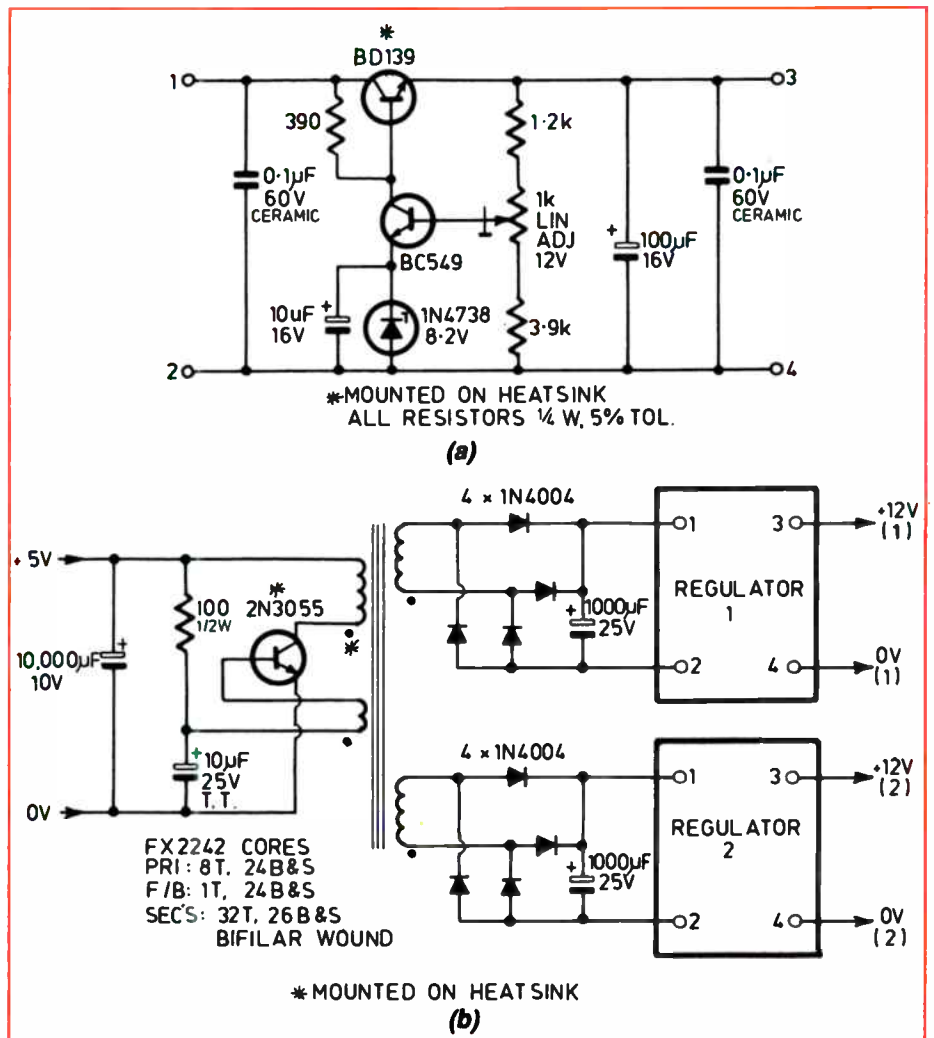 *
BD139
1
3
390
1·2k
0·1µF
60V
CERAMIC
1k
LIN
ADJ
12V
0·1µF
60V
CERAMIC
+
100µF
16V
BC549
10uF
16V
+
1N4738
8·2V
3·9k
2
4
*MOUNTED ON HEATSINK
ALL RESISTORS ¼ W, 5% TOL.
(a)
4 × 1N4004
1
3
+12V
(1)
+ 5V
REGULATOR
1
*
2N3055
100
1/2W
*
+
1000µF
25V
10,000µF
10V
+
2
4
0V
(1)
+
10µF
25V
T.T.
4 × 1N4004
1
3
+12V
(2)
0V
REGULATOR
2
FX2242 CORES
PRI: 8T, 24B&S
F/B: 1T, 24B&S
SEC'S: 32T, 26B&S
BIFILAR WOUND
+
1000µF
25V
2
4
0V
(2)
*MOUNTED ON HEATSINK
(b)